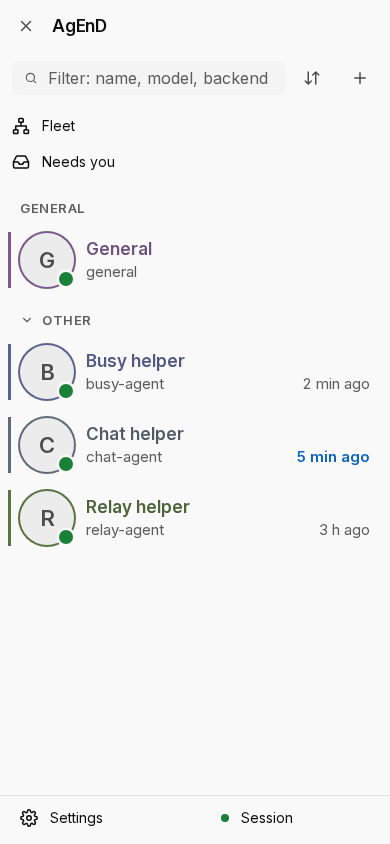 AgEnD
Filter: name, model, backend
Fleet
Needs you
GENERAL
G
General
general
OTHER
B
Busy helper
busy-agent 2 min ago
C
Chat helper
chat-agent 5 min ago
R
Relay helper
relay-agent 3 h ago
Settings Session